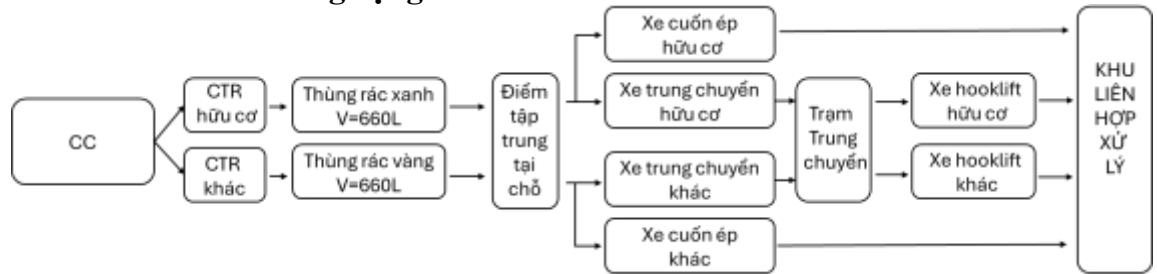 CC
CTR
hữu cơ
CTR
khác
Thùng rác xanh
V=660L
Thùng rác vàng
V=660L
Điểm
tập
trung
tại
chỗ
Xe cuốn ép
hữu cơ
Xe trung chuyển
hữu cơ
Xe trung chuyển
khác
Xe cuốn ép
khác
Trạm
Trung
chuyển
Xe hooklift
hữu cơ
Xe hooklift
khác
KHU
LIÊN
HỢP
XỬ
LÝ